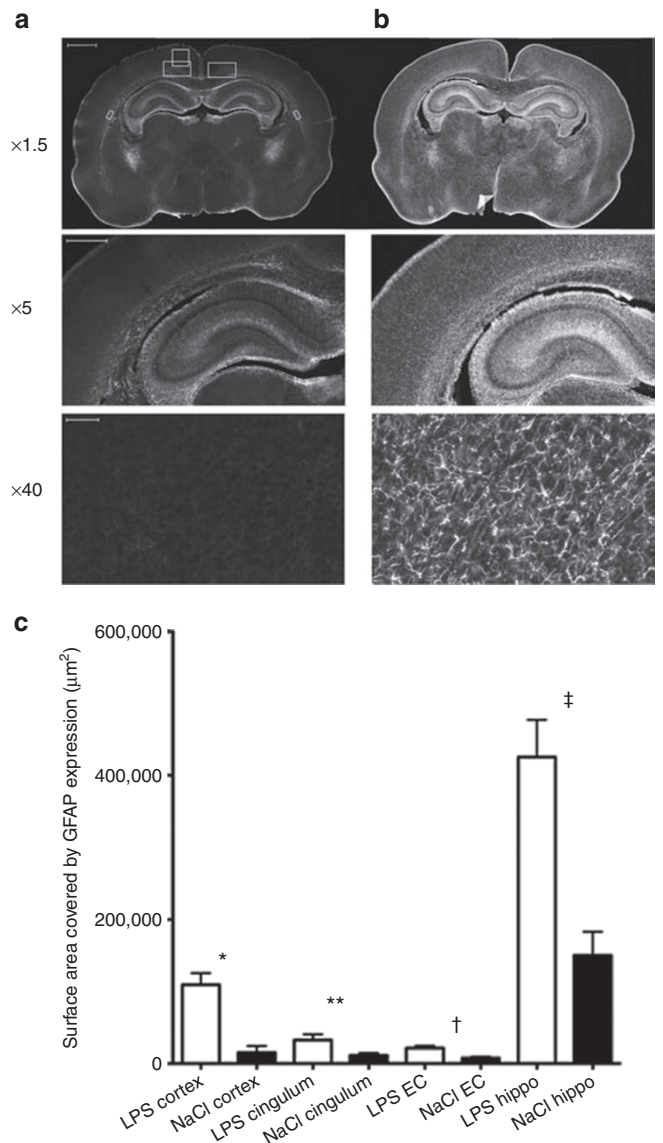 a
b
×1.5
×5
×40
c
Surface area covered by GFAP expression (μm2)
600,000
400,000
200,000
0
*
**
†
‡
LPS cortex
NaCl cortex
LPS cingulum
NaCl cingulum
LPS EC
NaCl EC
LPS hippo
NaCl hippo